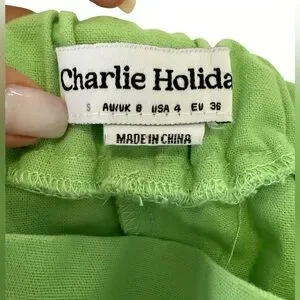 Charlie Holida
S AU/UK 8 USA 4 EU 36
MADE IN CHINA